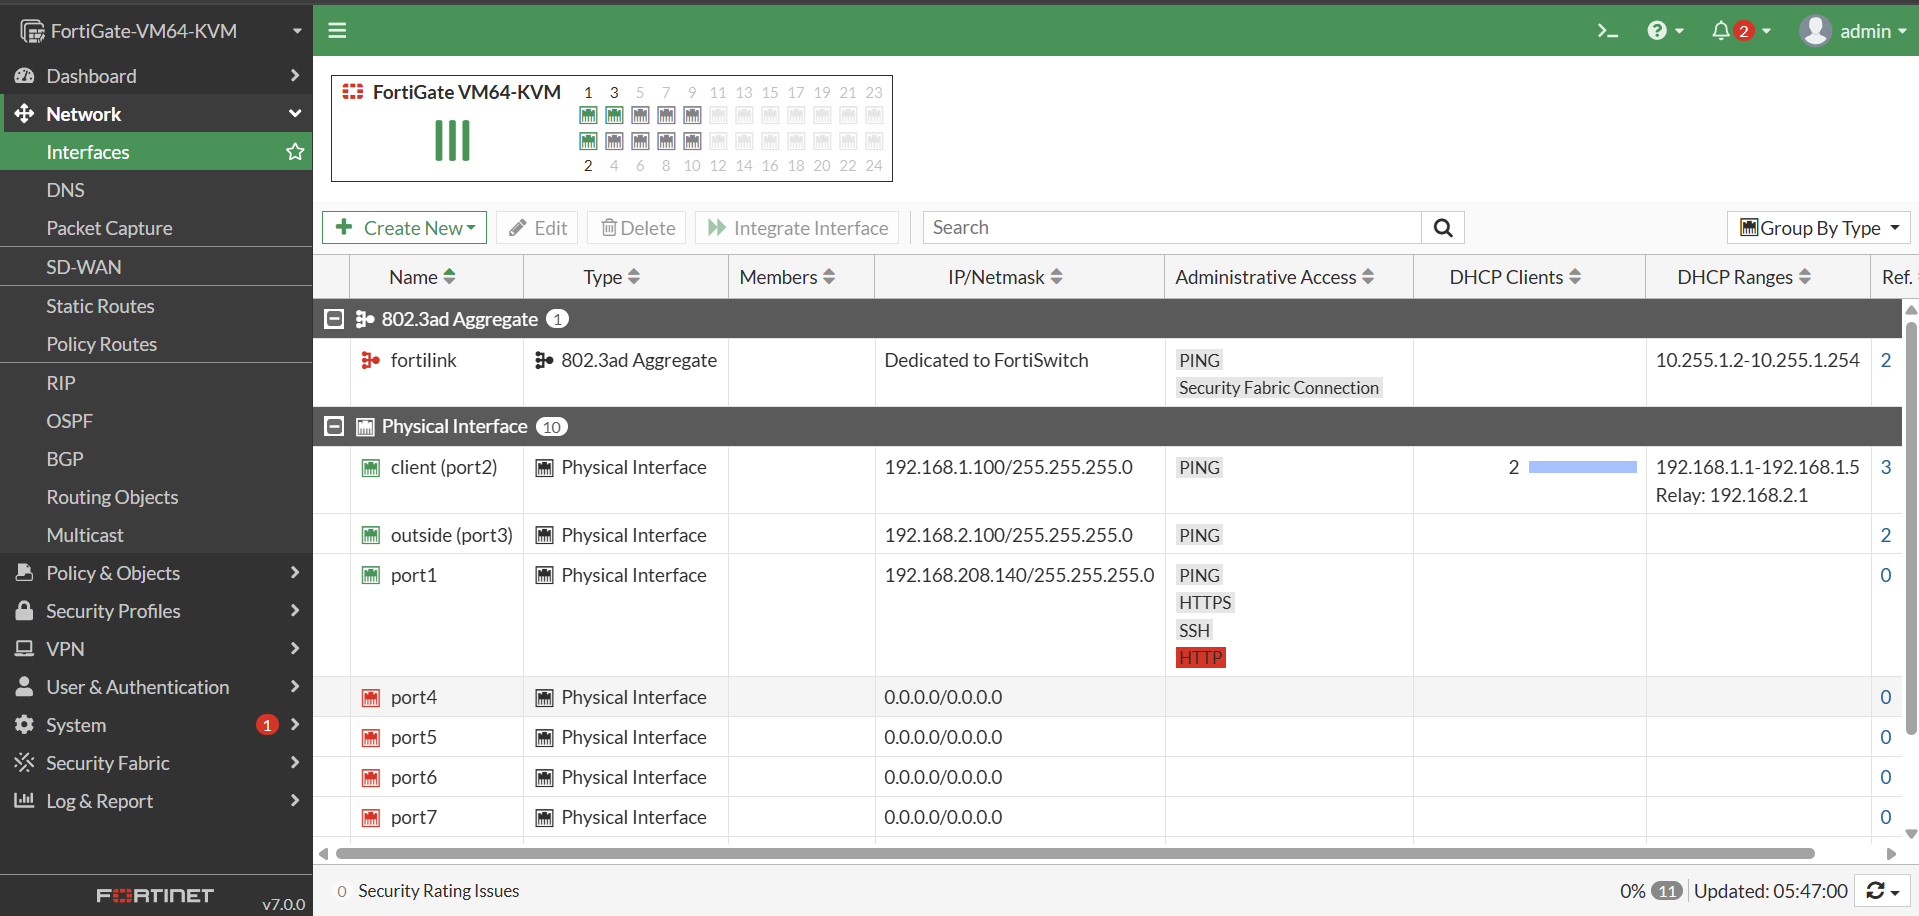 FortiGate-VM64-KVM
2
admin
Dashboard
Network
Interfaces
DNS
Packet Capture
SD-WAN
Static Routes
Policy Routes
RIP
OSPF
BGP
Routing Objects
Multicast
Policy & Objects
Security Profiles
VPN
User & Authentication
System 1
Security Fabric
Log & Report
FORTINET v7.0.0
FortiGate VM64-KVM
1 3 5 7 9 11 13 15 17 19 21 23
2 4 6 8 10 12 14 16 18 20 22 24
Create New Edit Delete Integrate Interface Search Group By Type
Name Type Members IP/Netmask Administrative Access DHCP Clients DHCP Ranges Ref.
802.3ad Aggregate 1
fortilink 802.3ad Aggregate Dedicated to FortiSwitch PING 10.255.1.2-10.255.1.254 2
Security Fabric Connection
Physical Interface 10
client (port2) Physical Interface 192.168.1.100/255.255.255.0 PING 2 192.168.1.1-192.168.1.5 3
Relay: 192.168.2.1
outside (port3) Physical Interface 192.168.2.100/255.255.255.0 PING 2
port1 Physical Interface 192.168.208.140/255.255.255.0 PING 0
HTTPS
SSH
HTTP
port4 Physical Interface 0.0.0.0/0.0.0.0 0
port5 Physical Interface 0.0.0.0/0.0.0.0 0
port6 Physical Interface 0.0.0.0/0.0.0.0 0
port7 Physical Interface 0.0.0.0/0.0.0.0 0
0 Security Rating Issues 0% 11 Updated: 05:47:00